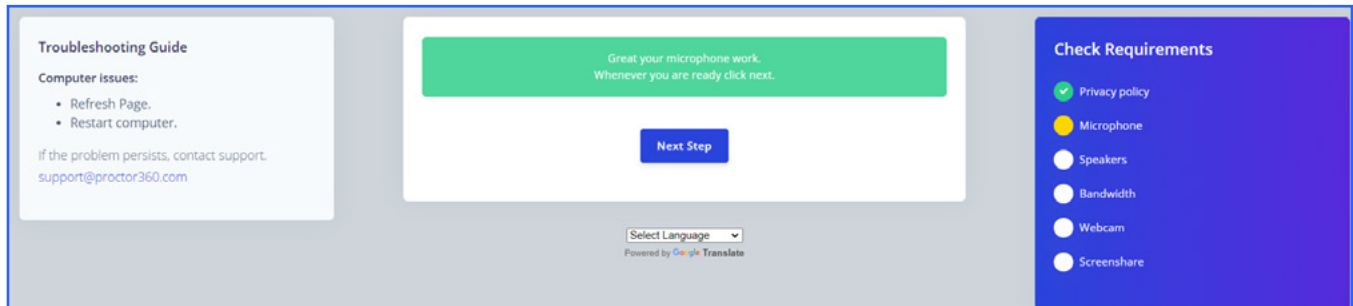 Troubleshooting Guide
Computer issues:
• Refresh Page.
• Restart computer.
If the problem persists, contact support.
support@proctor360.com
Great your microphone work.
Whenever you are ready click next.
Next Step
Select Language
Powered by Google Translate
Check Requirements
Privacy policy
Microphone
Speakers
Bandwidth
Webcam
Screenshare